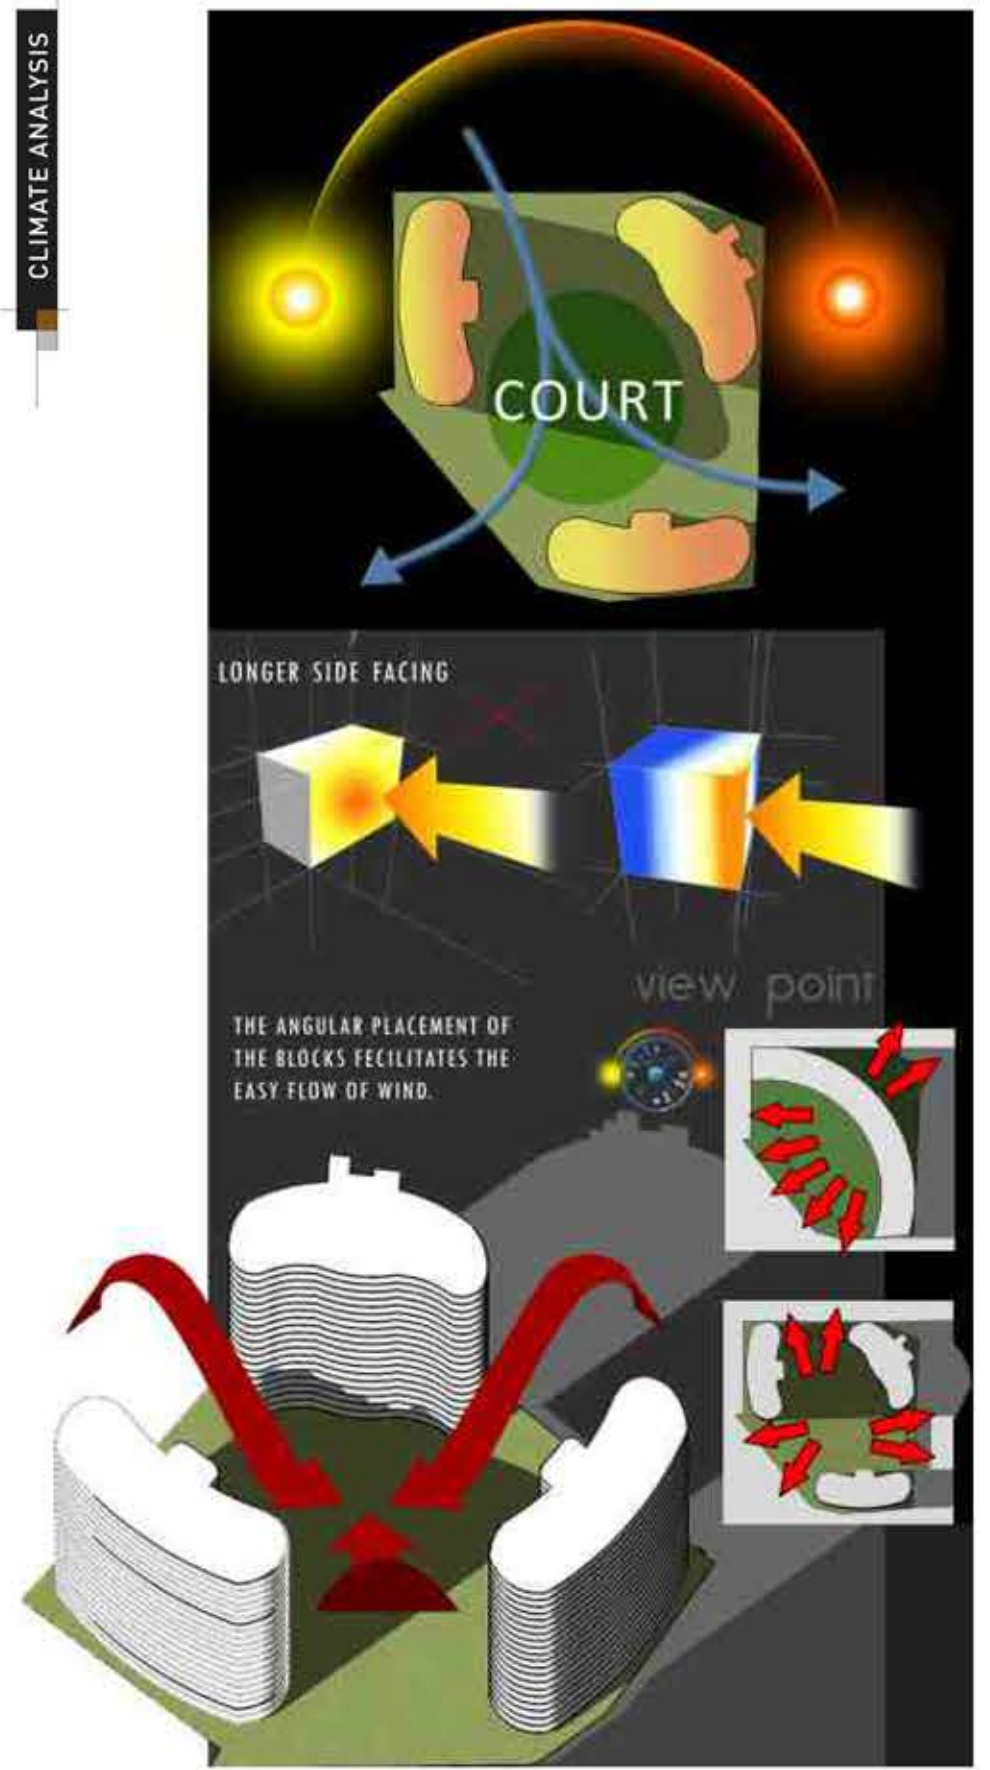 CLIMATE ANALYSIS
COURT
LONGER SIDE FACING
view point
THE ANGULAR PLACEMENT OF
THE BLOCKS FECILITATES THE
EASY FLOW OF WIND.